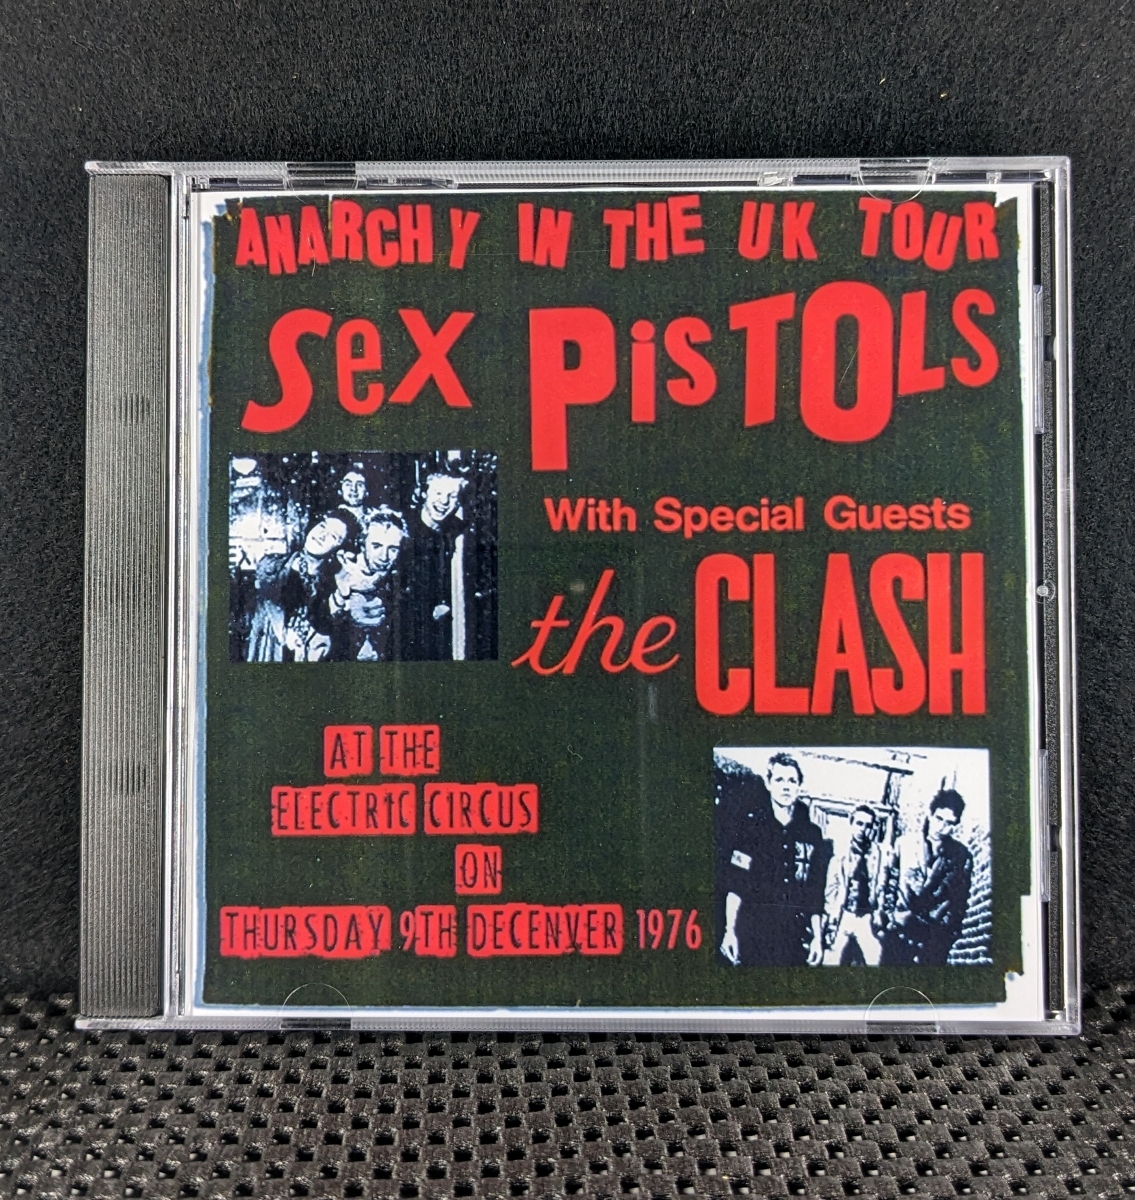 ANARCHY IN THE UK TOUR
Sex PiSTOLS
With Special Guests
the CLASH
AT THE
ELECTRIC CIRCUS
ON
THURSDAY 9TH DECENVER 1976